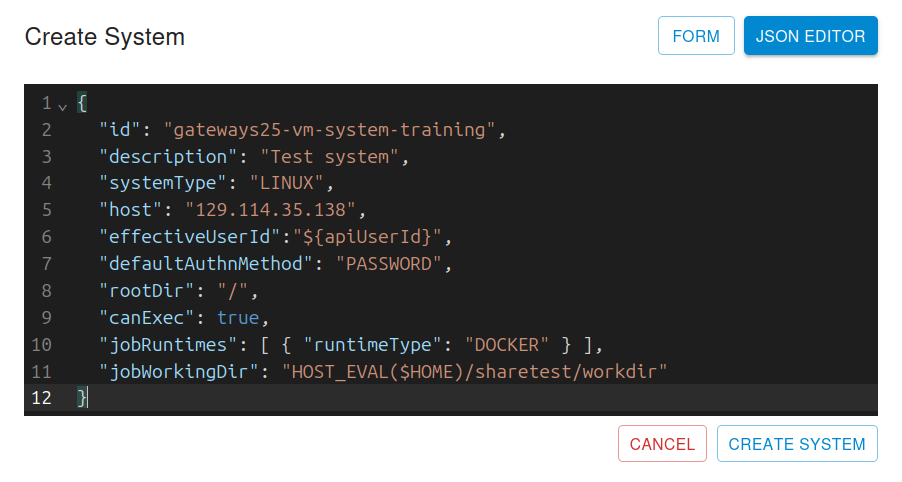 Create System
FORM
JSON EDITOR
1 {
2 "id": "gateways25-vm-system-training",
3 "description": "Test system",
4 "systemType": "LINUX",
5 "host": "129.114.35.138",
6 "effectiveUserId":"${apiUserId}",
7 "defaultAuthnMethod": "PASSWORD",
8 "rootDir": "/",
9 "canExec": true,
10 "jobRuntimes": [ { "runtimeType": "DOCKER" } ],
11 "jobWorkingDir": "HOST_EVAL($HOME)/sharetest/workdir"
12 }
CANCEL
CREATE SYSTEM